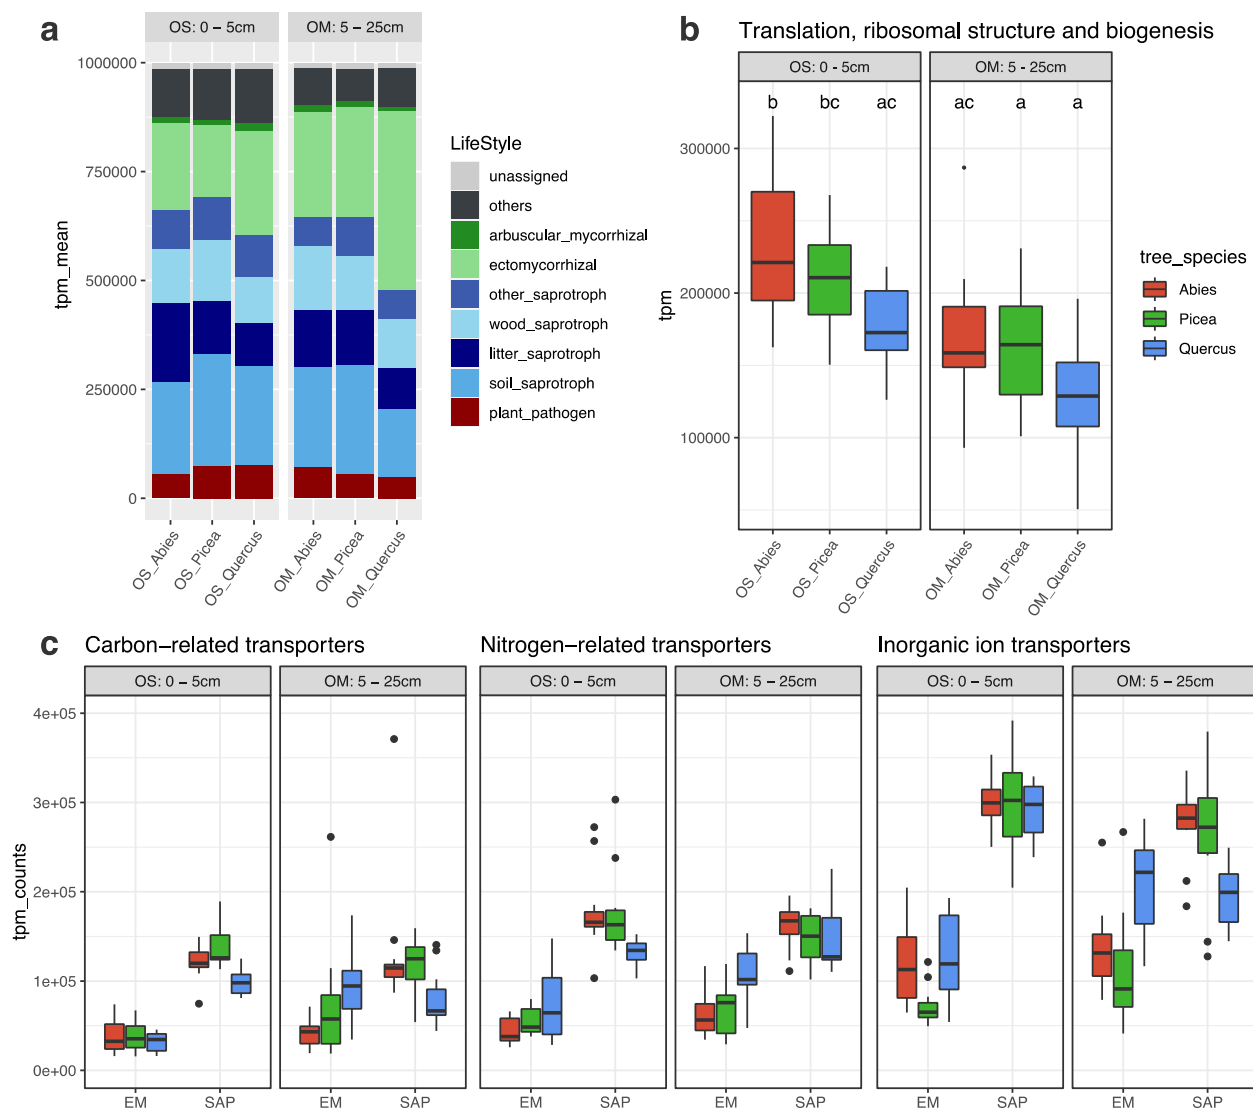 a
OS: 0 – 5cm
OM: 5 – 25cm
1000000
750000
500000
250000
0
tpm_mean
OS_Abies
OS_Picea
OS_Quercus
OM_Abies
OM_Picea
OM_Quercus
LifeStyle
unassigned
others
arbuscular_mycorrhizal
ectomycorrhizal
other_saprotroph
wood_saprotroph
litter_saprotroph
soil_saprotroph
plant_pathogen
b
Translation, ribosomal structure and biogenesis
OS: 0 - 5cm
OM: 5 - 25cm
b
bc
ac
ac
a
a
300000
200000
100000
tpm
OS_Abies
OS_Picea
OS_Quercus
OM_Abies
OM_Picea
OM_Quercus
tree_species
Abies
Picea
Quercus
c
Carbon–related transporters
Nitrogen–related transporters
Inorganic ion transporters
OS: 0 – 5cm
OM: 5 – 25cm
OS: 0 – 5cm
OM: 5 – 25cm
OS: 0 – 5cm
OM: 5 – 25cm
4e+05
3e+05
2e+05
1e+05
0e+00
tpm_counts
EM
SAP
EM
SAP
EM
SAP
EM
SAP
EM
SAP
EM
SAP